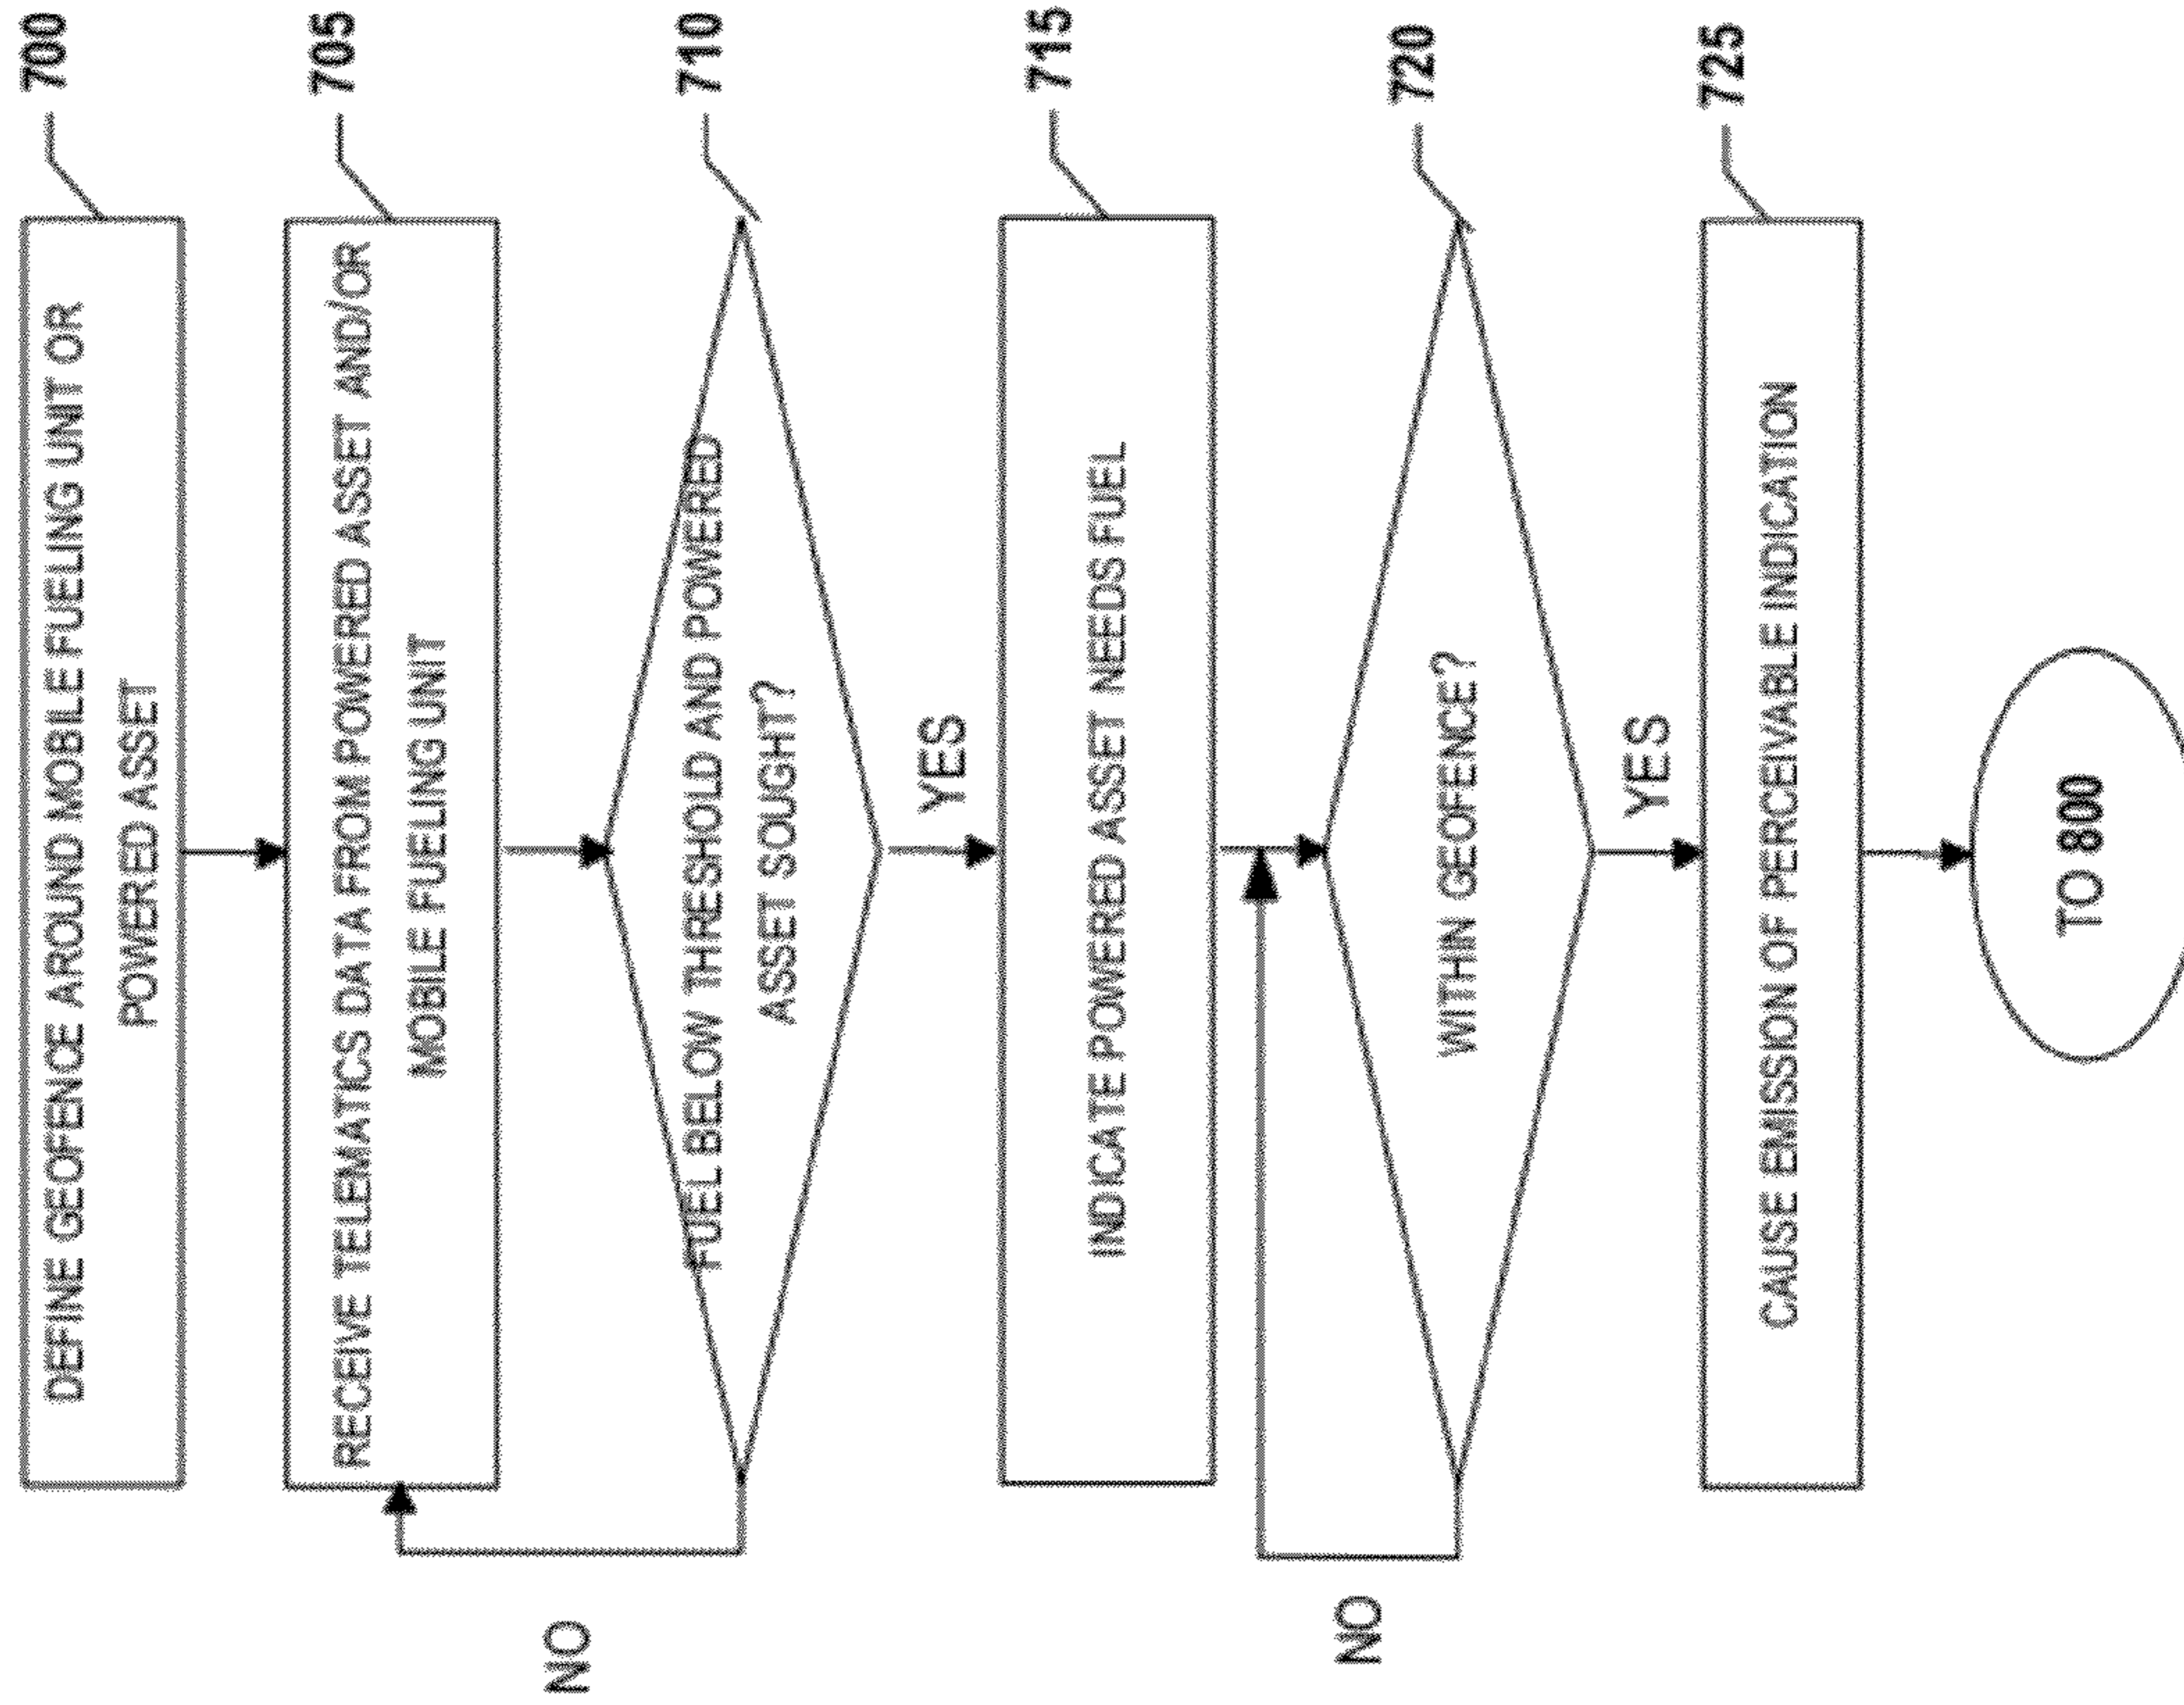 DEFINE GEOFENCE AROUND MOBILE FUELING UNIT OR
POWERED ASSET
700
RECEIVE TELEMATICS DATA FROM POWERED ASSET AND/OR
MOBILE FUELING UNIT
705
FUEL BELOW THRESHOLD AND POWERED
ASSET SOUGHT?
710
NO
YES
INDICATE POWERED ASSET NEEDS FUEL
715
WITHIN GEOFENCE?
720
NO
YES
CAUSE EMISSION OF PERCEIVABLE INDICATION
725
TO 800